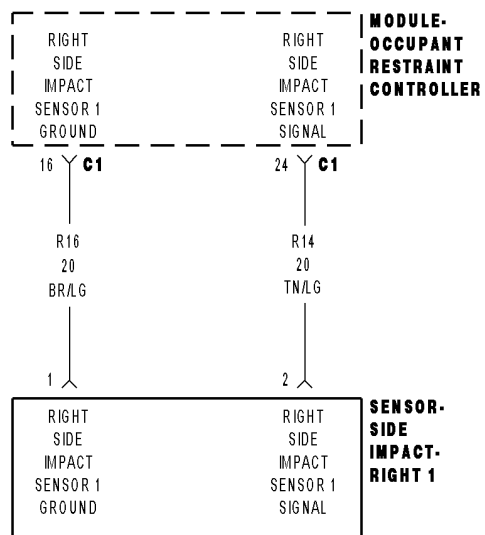 RIGHT
SIDE
IMPACT
SENSOR 1
GROUND
RIGHT
SIDE
IMPACT
SENSOR 1
SIGNAL
MODULE-
OCCUPANT
RESTRAINT
CONTROLLER
16 C1
24 C1
R16
20
BR/LG
R14
20
TN/LG
1
2
RIGHT
SIDE
IMPACT
SENSOR 1
GROUND
RIGHT
SIDE
IMPACT
SENSOR 1
SIGNAL
SENSOR-
SIDE
IMPACT-
RIGHT 1